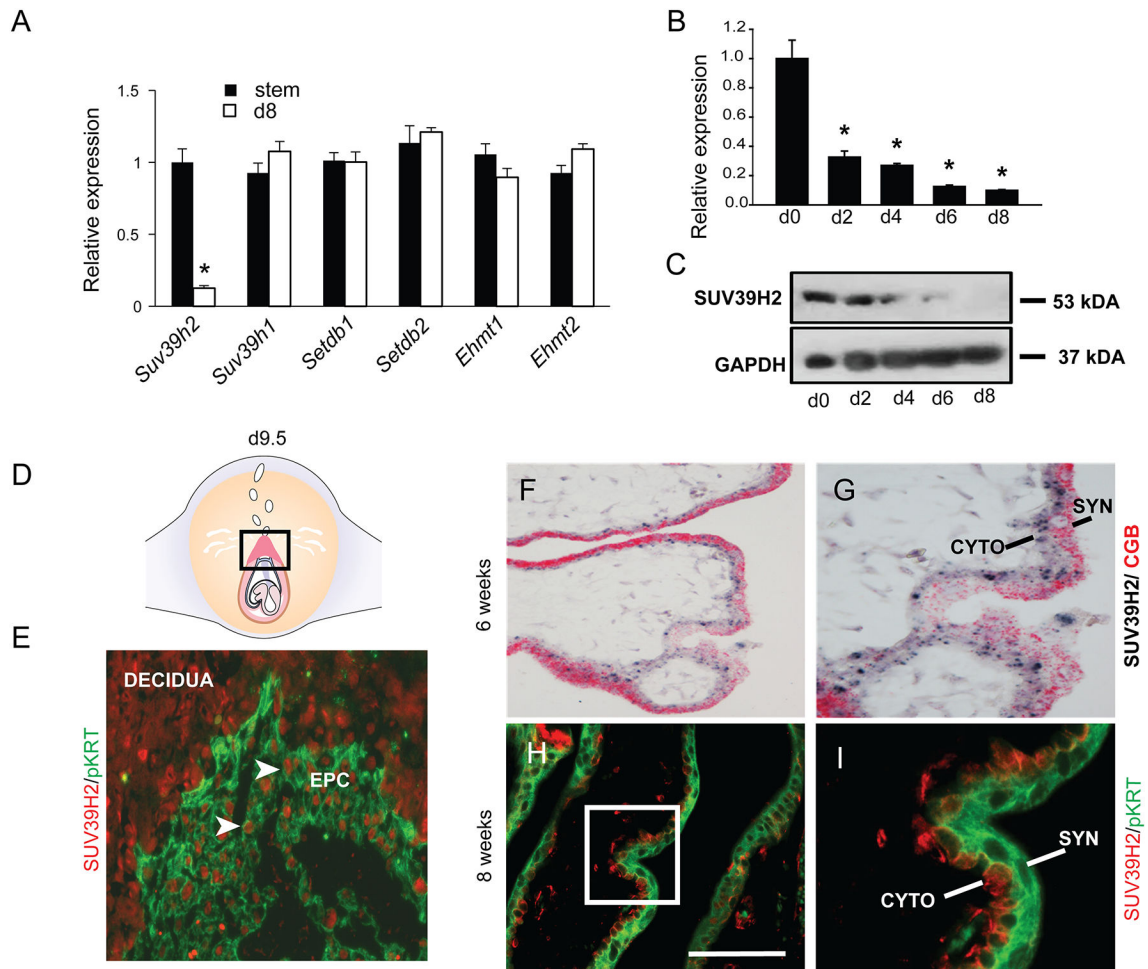 A
stem
d8
Relative expression
1.5
1
0.5
0
*
Suv39h2
Suv39h1
Setdb1
Setdb2
Ehmt1
Ehmt2
B
Relative expression
1.2
1.0
0.8
0.6
0.4
0.2
0.0
* * * *
d0 d2 d4 d6 d8
C
SUV39H2
53 kDA
GAPDH
37 kDA
d0 d2 d4 d6 d8
D
d9.5
E
SUV39H2/pKRT
DECIDUA
EPC
6 weeks
F
G
SYN
CYTO
SUV39H2/ CGB
8 weeks
H
I
SYN
CYTO
SUV39H2/pKRT